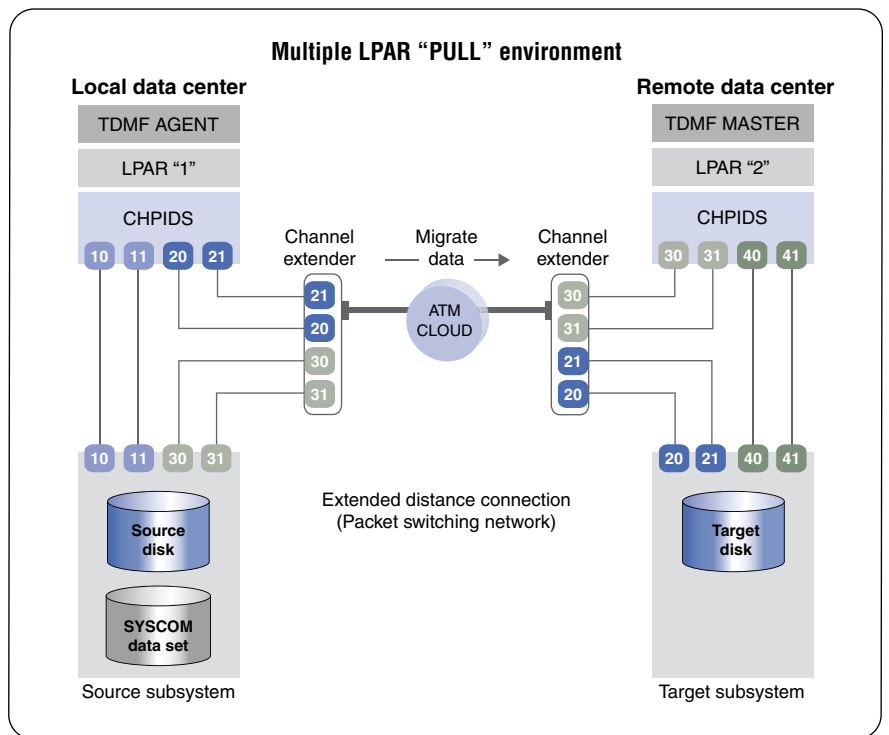 Multiple LPAR “PULL” environment
Local data center
TDMF AGENT
LPAR “1”
CHPIDS
10 11 20 21
Remote data center
TDMF MASTER
LPAR “2”
CHPIDS
30 31 40 41
Channel
extender
21
20
30
31
Migrate
data
ATM
CLOUD
Channel
extender
30
31
21
20
10 11 30 31
Source
disk
SYSCOM
data set
Source subsystem
Extended distance connection
(Packet switching network)
20 21 40 41
Target
disk
Target subsystem